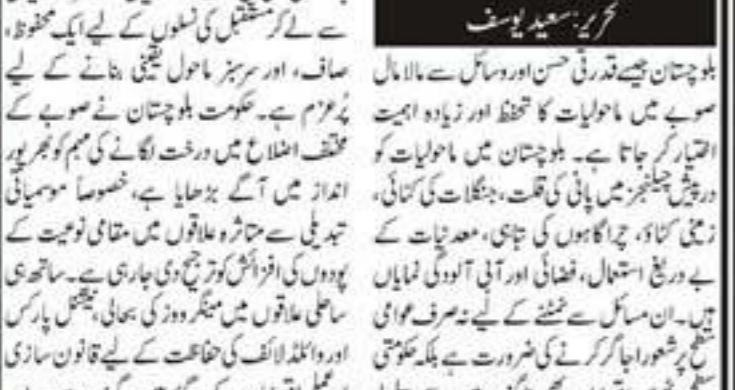 تحریر: سعید یوسف
بلوچستان جیسے قدرتی حسن اور وسائل سے مالا مال
صوبے میں ماحولیات کا تحفظ اور زیادہ اہمیت
اختیار کر جاتا ہے۔ بلوچستان میں ماحولیات کو
درپیش چیلنجز میں پانی کی قلت، جنگلات کی کٹائی،
زمینی کٹاؤ، چراگاہوں کی تباہی، معدنیات کے
بے دریغ استعمال، فضائی اور آبی آلودگی نمایاں
ہیں۔ ان مسائل سے نمٹنے کے لیے نہ صرف عوامی
سطح پر شعور اجاگر کرنے کی ضرورت ہے بلکہ حکومتی
سے لے کر مستقبل کی نسلوں کے لیے ایک محفوظ،
صاف، اور سرسبز ماحول یقینی بنانے کے لیے
پُرعزم ہے۔ حکومت بلوچستان نے صوبے کے
مختلف اضلاع میں درخت لگانے کی مہم کو بھرپور
انداز میں آگے بڑھایا ہے، خصوصاً موسمیاتی
تبدیلی سے متاثرہ علاقوں میں مقامی نوعیت کے
پودوں کی افزائش کو ترجیح دی جارہی ہے۔ ساتھ ہی
ساحلی علاقوں میں مینگرووز کی بحالی، نیشنل پارکس
اور وائلڈ لائف کی حفاظت کے لیے قانون سازی